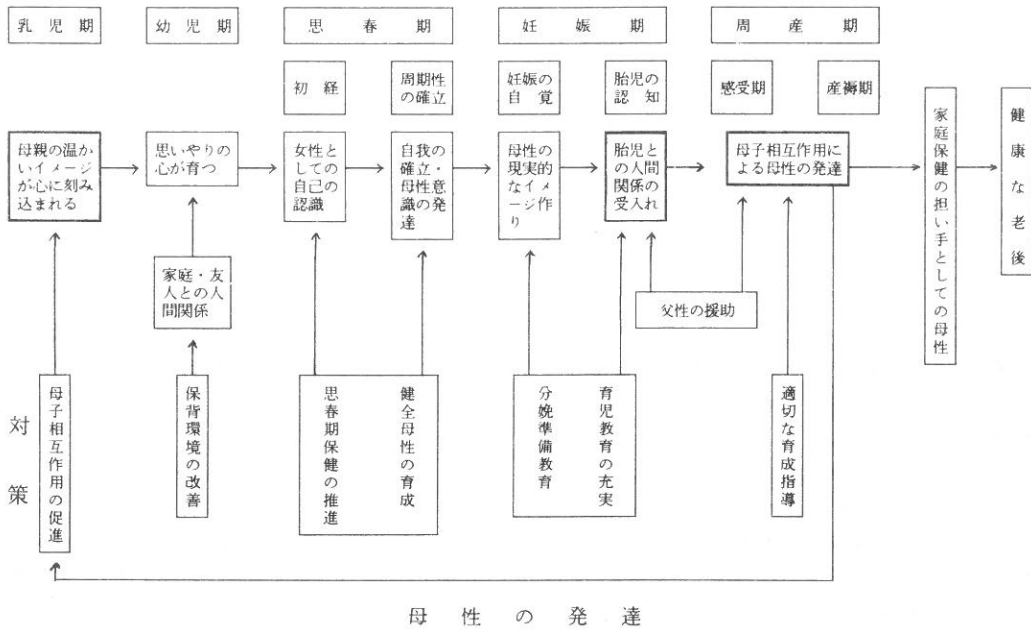 乳児期
幼児期
思春期
妊娠期
周産期
初経
周期性
の確立
妊娠の
自覚
胎児の
認知
感受期
産褥期
母親の温か
いイメージ
が心に刻み
込まれる
思いやりの
心が育つ
女性と
しての
自己の
認識
自我の
確立・
母性意
識の発
達
母性の
現実的
なイメ
ージ作
り
胎児と
の人間
関係の
受入れ
母子相互作用に
よる母性の発達
家庭保健の担い手としての母性
健康な老後
家庭・友
人との人
間関係
父性の援助
対策
母子相互作用の促進
保背環境の改善
思春期保健の推進
健全母性の育成
分娩準備教育
育児教育の充実
適切な育成指導
母性の発達